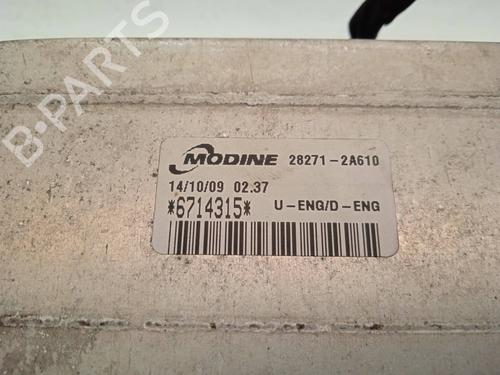 B-PARTS
MODINE 28271-2A610
14/10/09 02.37
*6714315* U-ENG/D-ENG